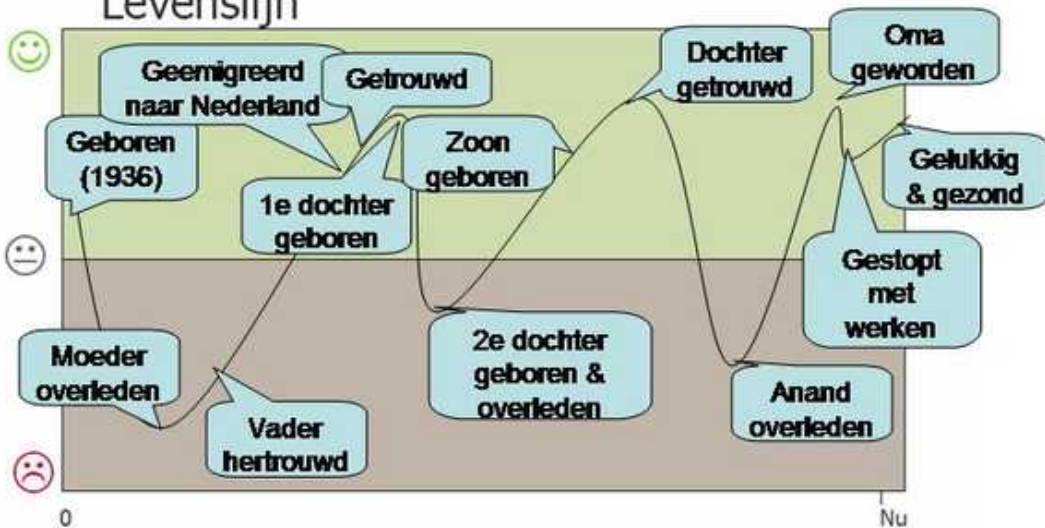 Levenslijn
Geboren
(1936)
Moeder
overleden
Vader
hertrouwd
Geemigreerd
naar Nederland
Getrouwd
1e dochter
geboren
2e dochter
geboren &
overleden
Zoon
geboren
Dochter
getrouwd
Anand
overleden
Oma
geworden
Gestopt
met
werken
Gelukkig
& gezond
0
Nu